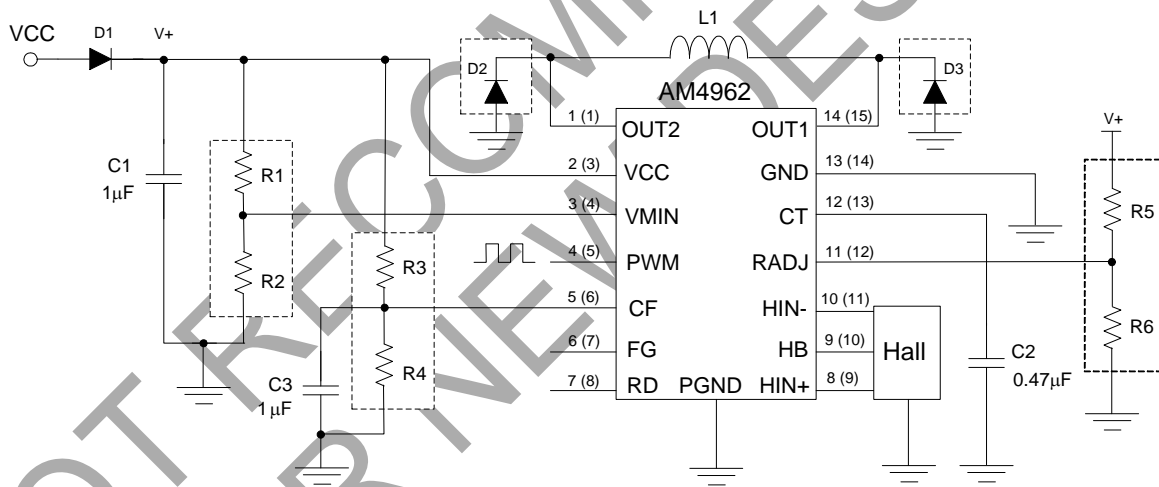 L1
VCC
D1
V+
D2
D3
AM4962
1 (1)
OUT2
OUT1
14 (15)
V+
2 (3)
VCC
GND
13 (14)
C1
1μF
R1
3 (4)
VMIN
CT
12 (13)
R5
4 (5)
PWM
RADJ
11 (12)
R2
R3
5 (6)
CF
HIN-
10 (11)
R6
6 (7)
FG
HB
9 (10)
Hall
C2
0.47μF
R4
C3
1μF
7 (8)
RD
PGND
HIN+
8 (9)